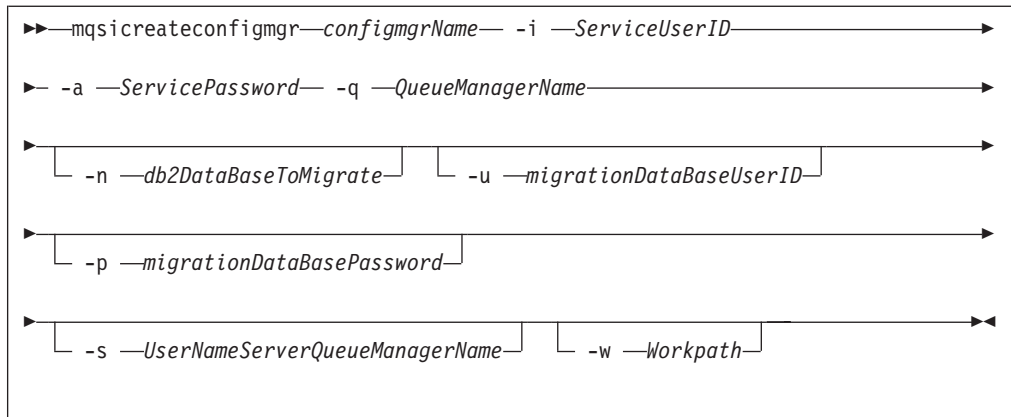 mqsicreateconfigmgr configmgrName -i ServiceUserID
-a ServicePassword -q QueueManagerName
-n db2DataBaseToMigrate -u migrationDataBaseUserID
-p migrationDataBasePassword
-s UserNameServerQueueManagerName -w Workpath